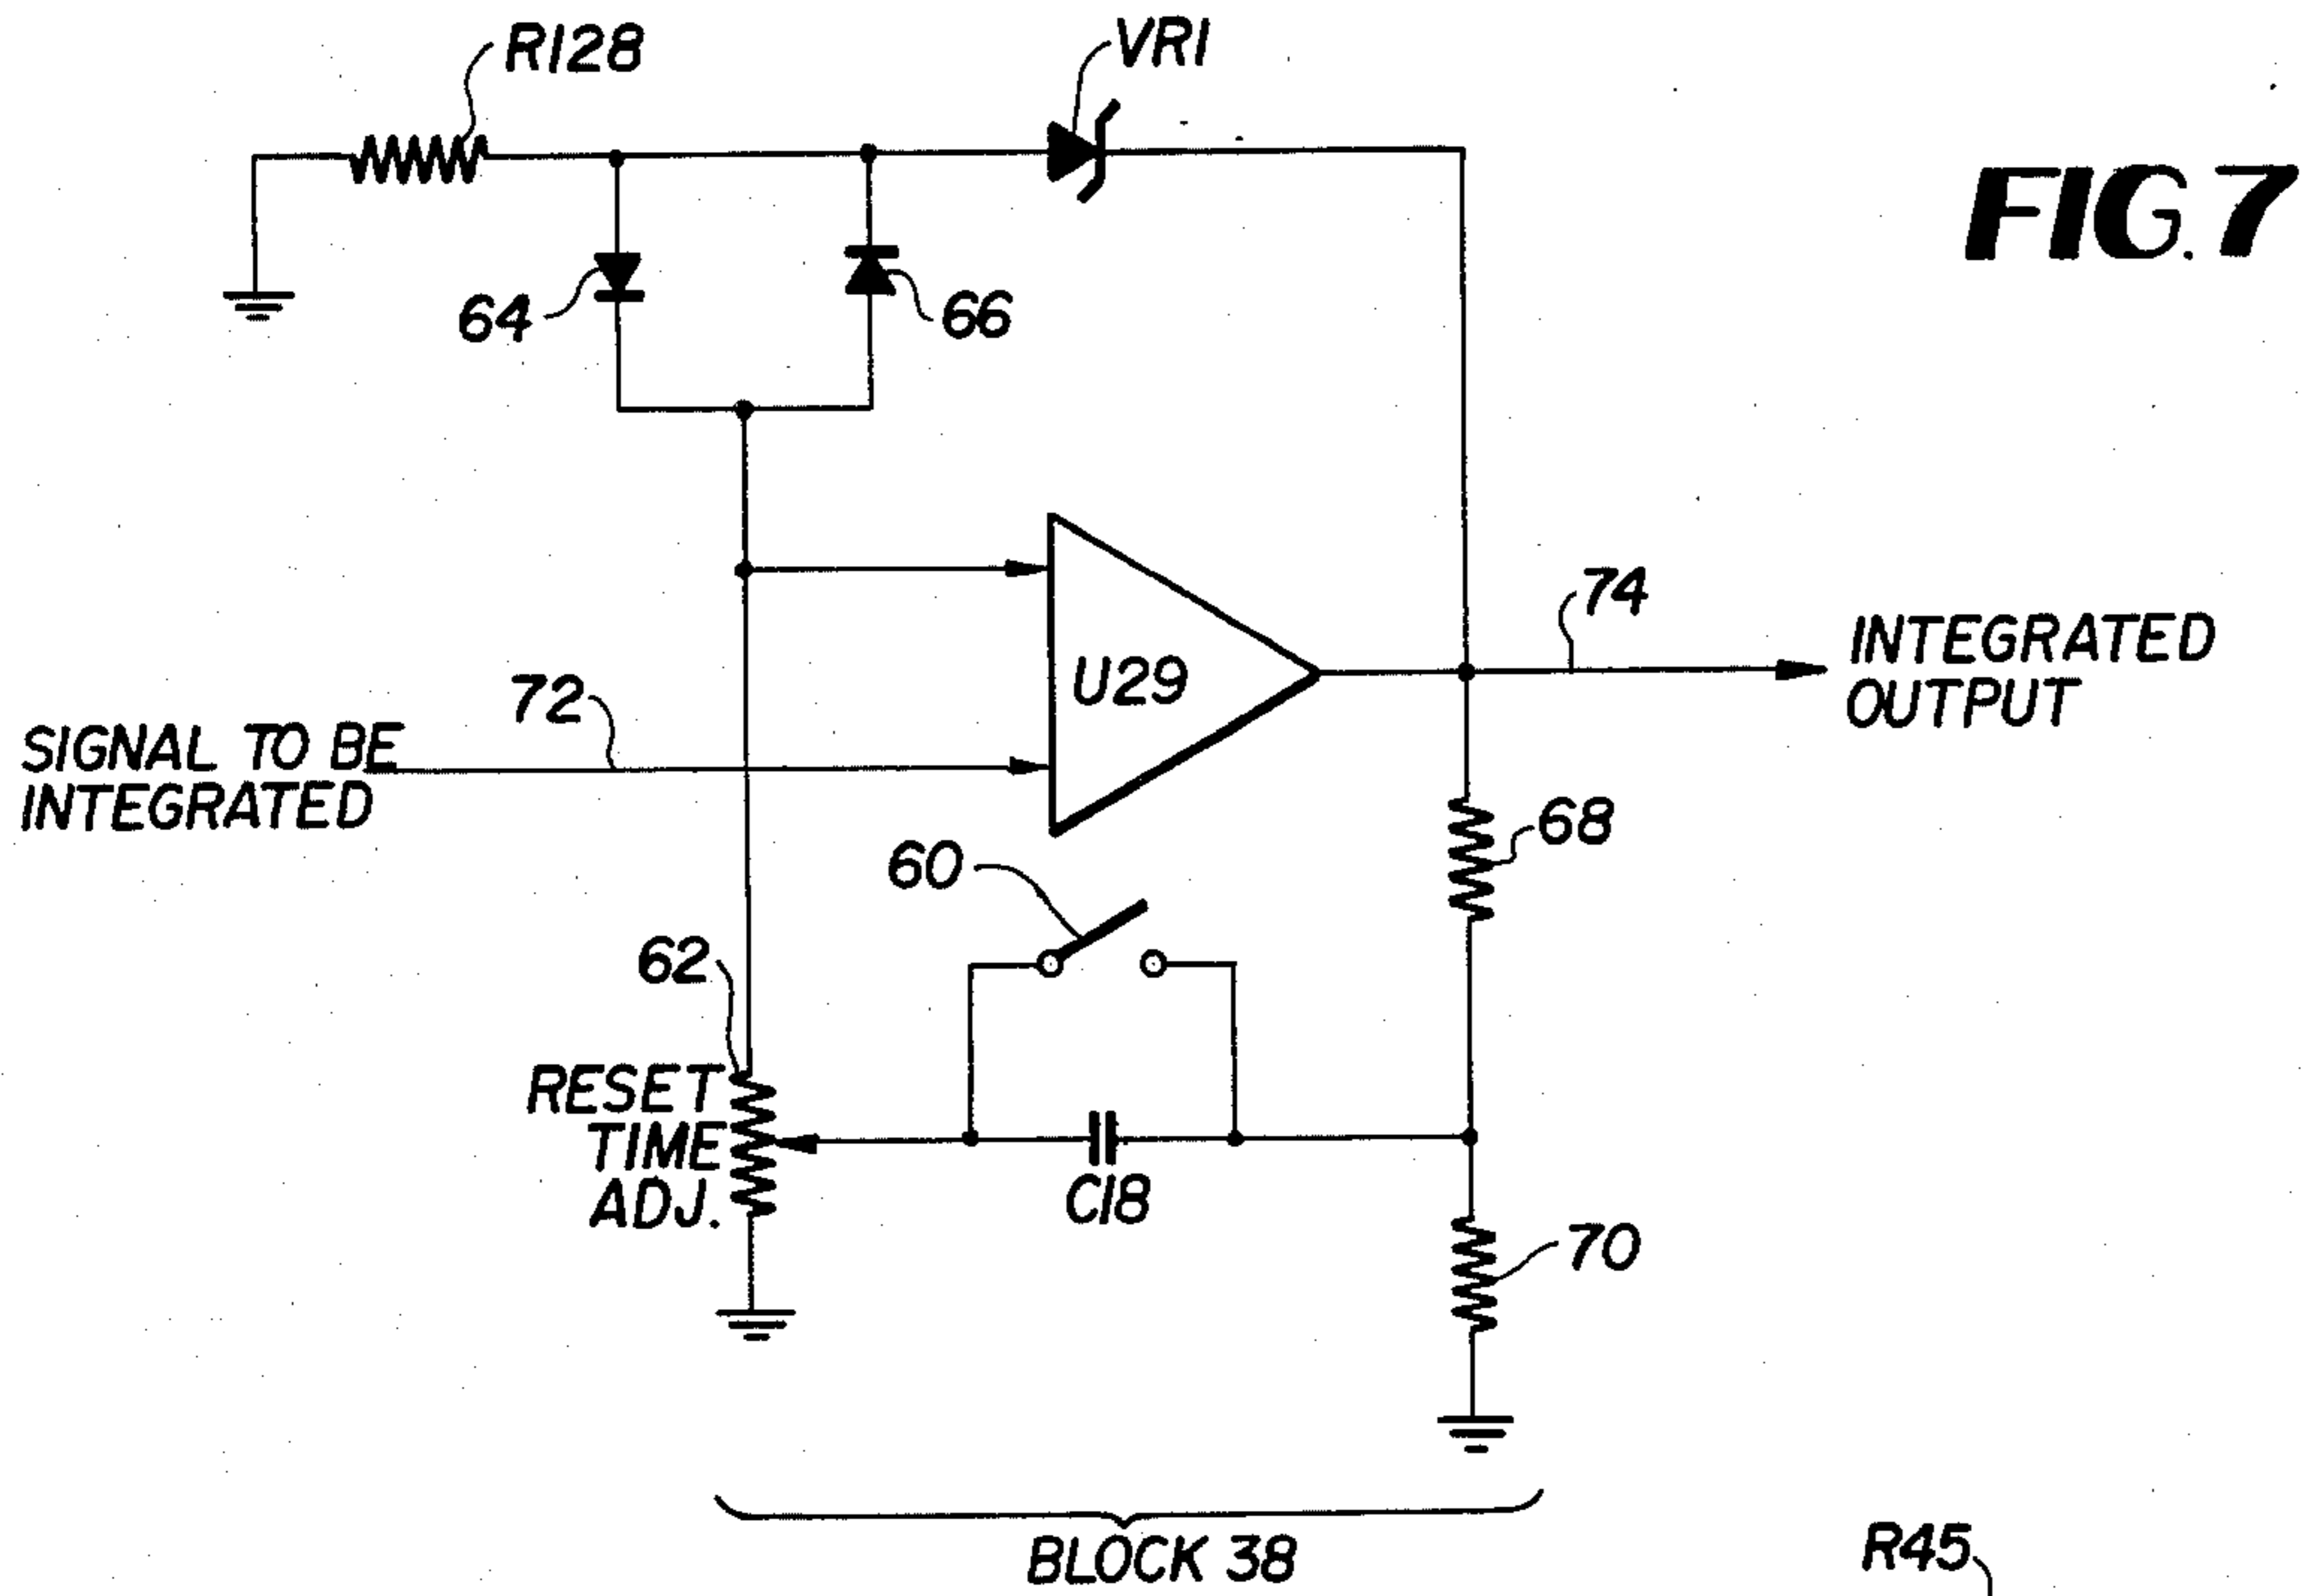 R128
VR1
FIG. 7
64
66
74
INTEGRATED
OUTPUT
U29
72
SIGNAL TO BE
INTEGRATED
68
60
62
RESET
TIME
ADJ.
C18
70
BLOCK 38
R45